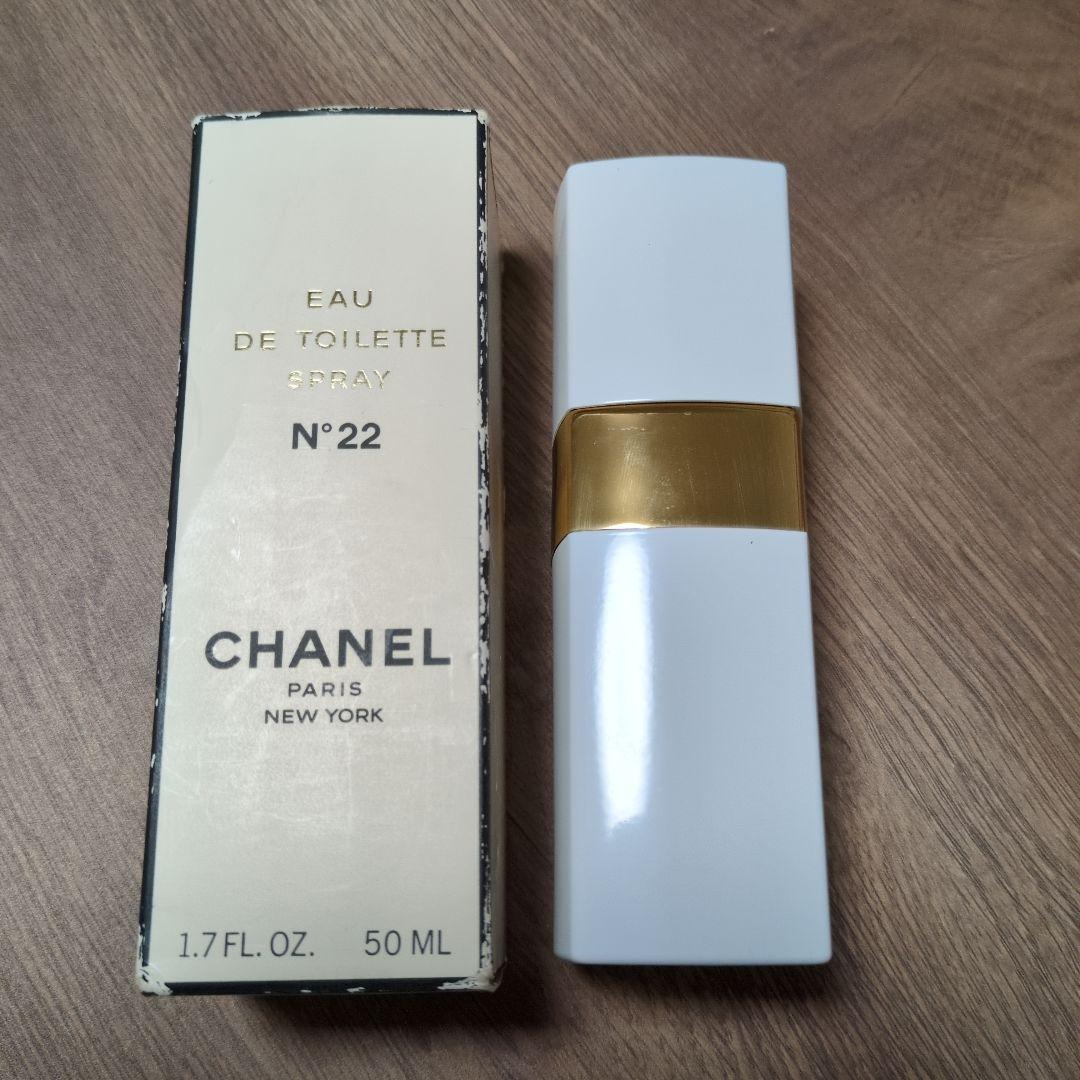 EAU
DE TOILETTE
SPRAY
N°22
CHANEL
PARIS
NEW YORK
1.7 FL. OZ. 50 ML